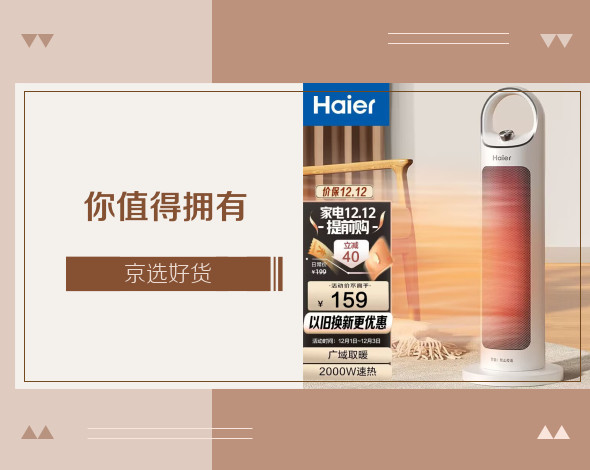 你值得拥有
京选好货
Haier
价保12.12
家电12.12
提前购
立减
40
日常价
¥199
活动价尽早享
¥159
以旧换新更优惠
活动时间：12月1日~12月3日
广域取暖
2000W速热
Haier